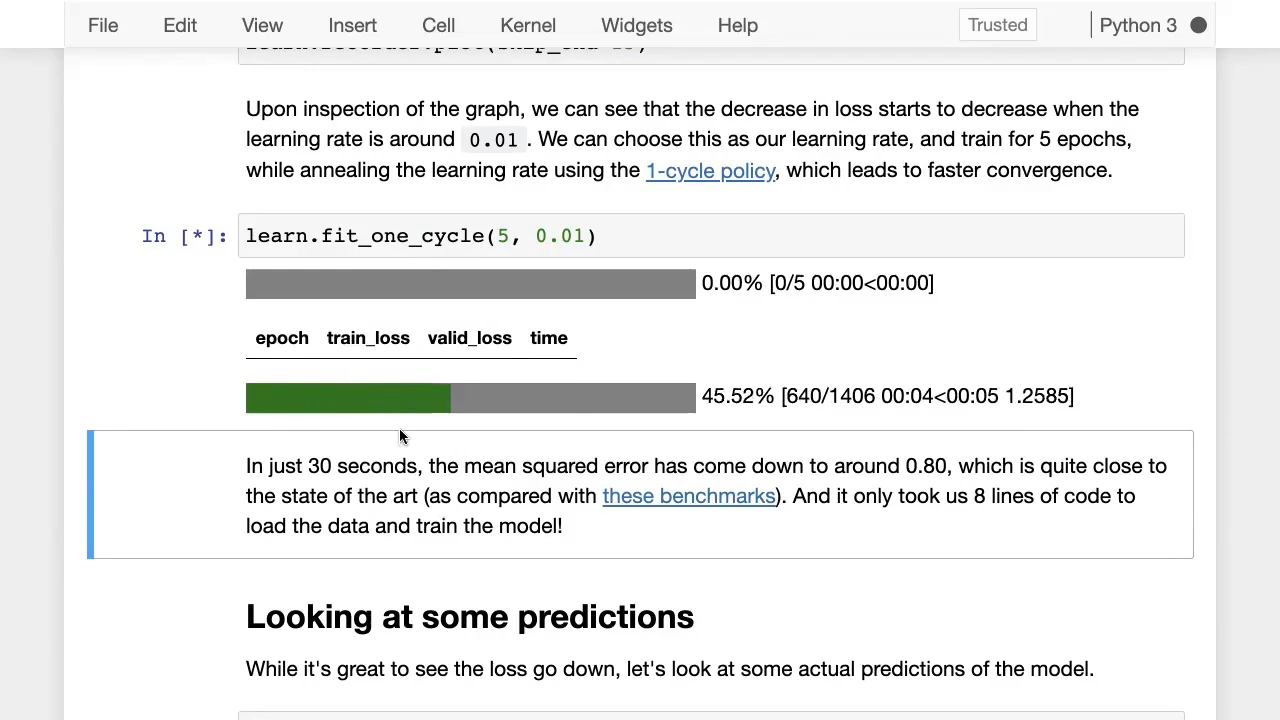 File Edit View Insert Cell Kernel Widgets Help Trusted Python 3
Upon inspection of the graph, we can see that the decrease in loss starts to decrease when the
learning rate is around 0.01 . We can choose this as our learning rate, and train for 5 epochs,
while annealing the learning rate using the 1-cycle policy, which leads to faster convergence.
In [*]: learn.fit_one_cycle(5, 0.01)
0.00% [0/5 00:00<00:00]
epoch train_loss valid_loss time
45.52% [640/1406 00:04<00:05 1.2585]
In just 30 seconds, the mean squared error has come down to around 0.80, which is quite close to
the state of the art (as compared with these benchmarks). And it only took us 8 lines of code to
load the data and train the model!
Looking at some predictions
While it's great to see the loss go down, let's look at some actual predictions of the model.